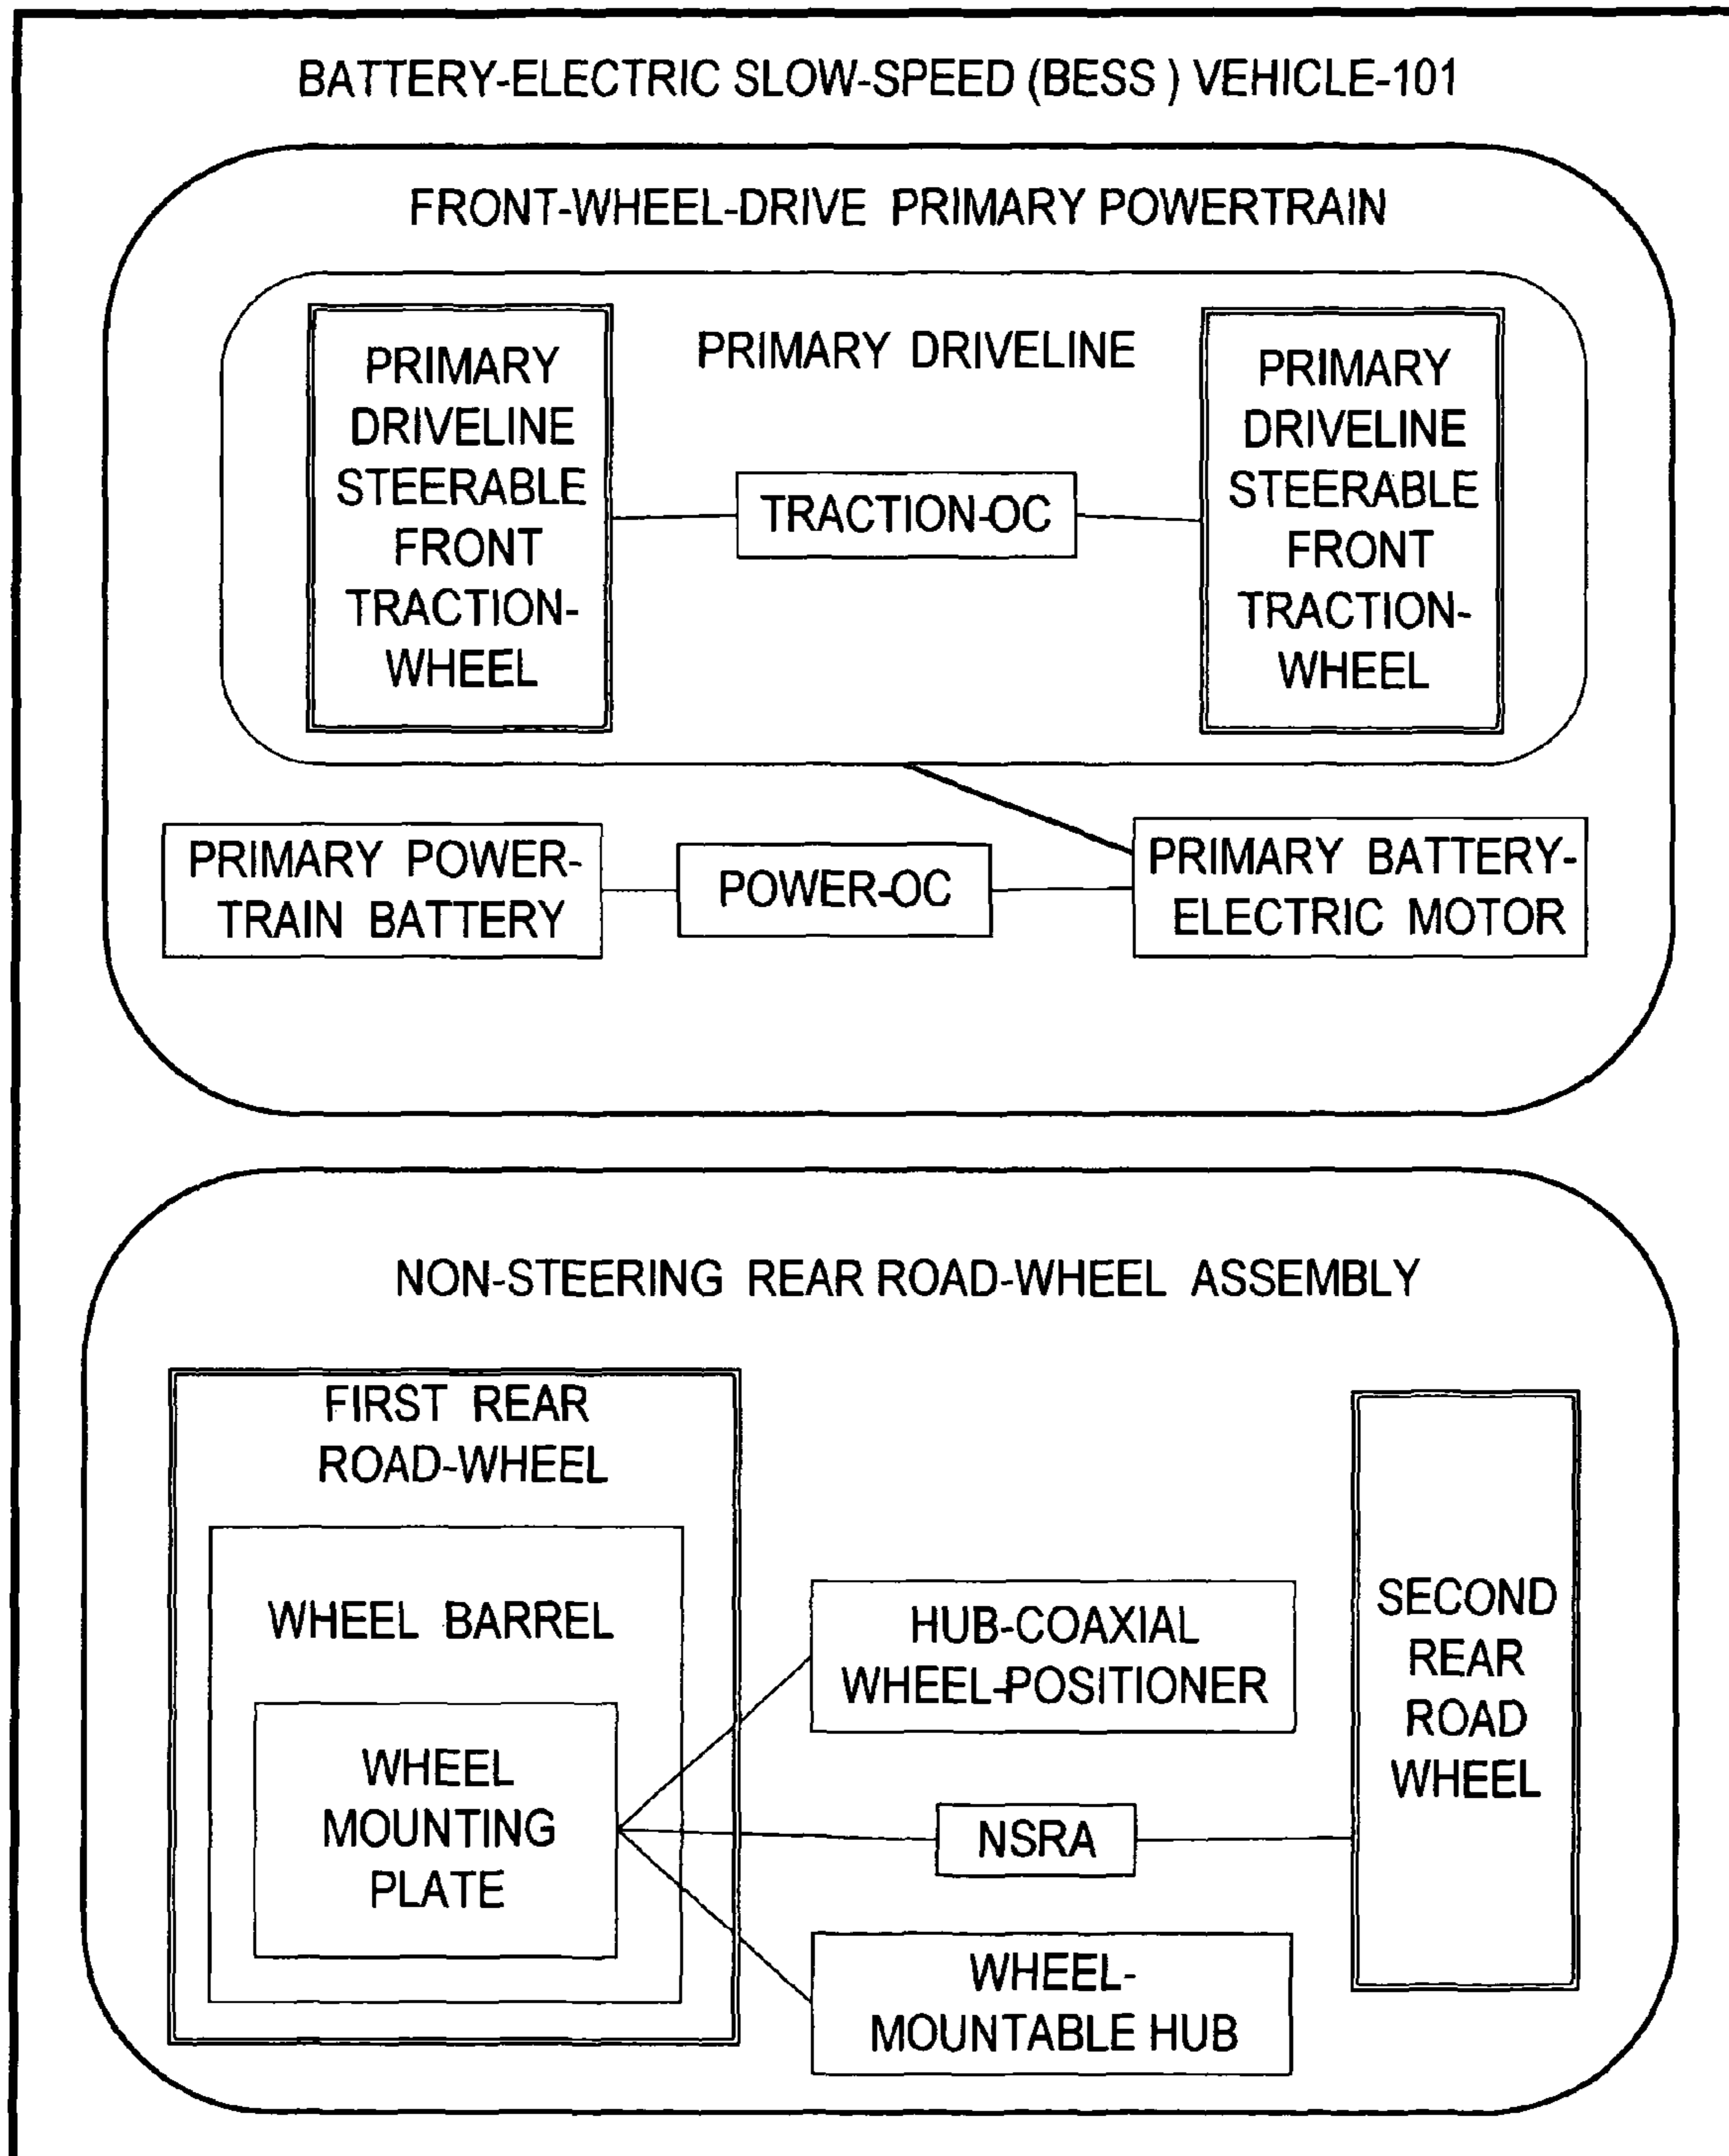 BATTERY-ELECTRIC SLOW-SPEED (BESS ) VEHICLE-101
FRONT-WHEEL-DRIVE PRIMARY POWERTRAIN
PRIMARY DRIVELINE
PRIMARY
DRIVELINE
STEERABLE
FRONT
TRACTION-
WHEEL
TRACTION-OC
PRIMARY
DRIVELINE
STEERABLE
FRONT
TRACTION-
WHEEL
PRIMARY POWER-
TRAIN BATTERY
POWER-OC
PRIMARY BATTERY-
ELECTRIC MOTOR
NON-STEERING REAR ROAD-WHEEL ASSEMBLY
FIRST REAR
ROAD-WHEEL
WHEEL BARREL
WHEEL
MOUNTING
PLATE
HUB-COAXIAL
WHEEL-POSITIONER
NSRA
WHEEL-
MOUNTABLE HUB
SECOND
REAR
ROAD
WHEEL